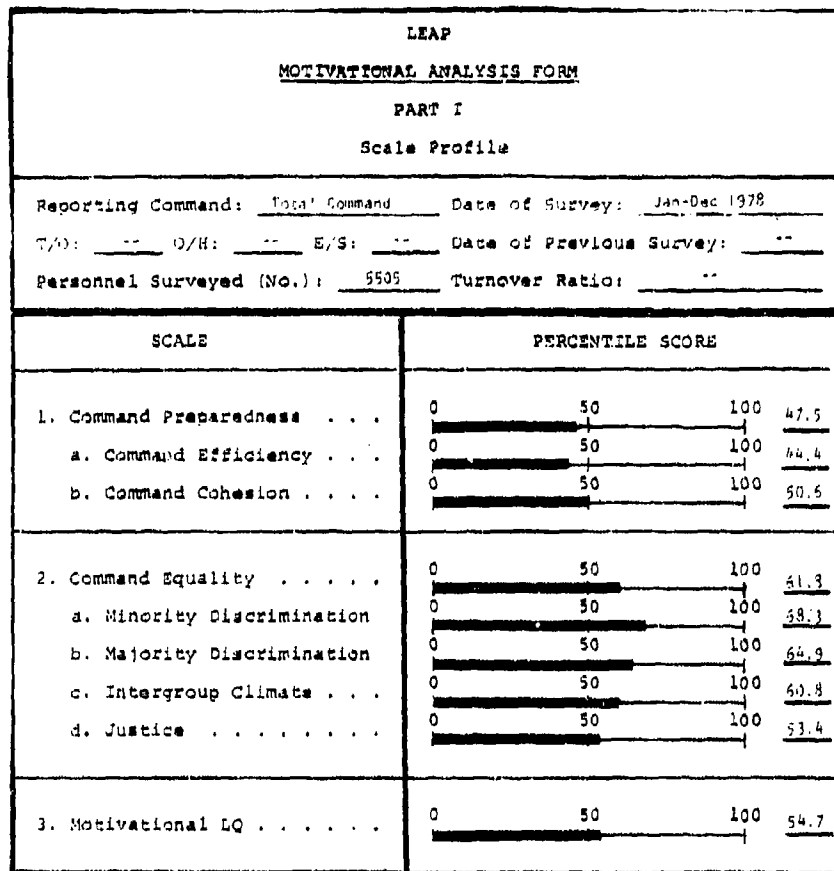 LEAP
MOTIVATIONAL ANALYSIS FORM
PART I
Scale Profile
Reporting Command: Total Command Date of Survey: Jan-Dec 1978
T/O: -- O/H: -- E/S: -- Date of Previous Survey: --
Personnel Surveyed (No.): 5505 Turnover Ratio: --
SCALE PERCENTILE SCORE
1. Command Preparedness . . . 0 50 100 47.5
a. Command Efficiency . . . 0 50 100 44.4
b. Command Cohesion . . . . 0 50 100
2. Command Equality . . . . . 0 50 100
a. Minority Discrimination 0 50 100 68.3
b. Majority Discrimination 0 50 100 64.9
c. Intergroup Climate . . . 0 50 100 60.8
d. Justice . . . . . . . . 0 50 100 53.4
3. Motivational LQ . . . . . . 0 50 100 54.7